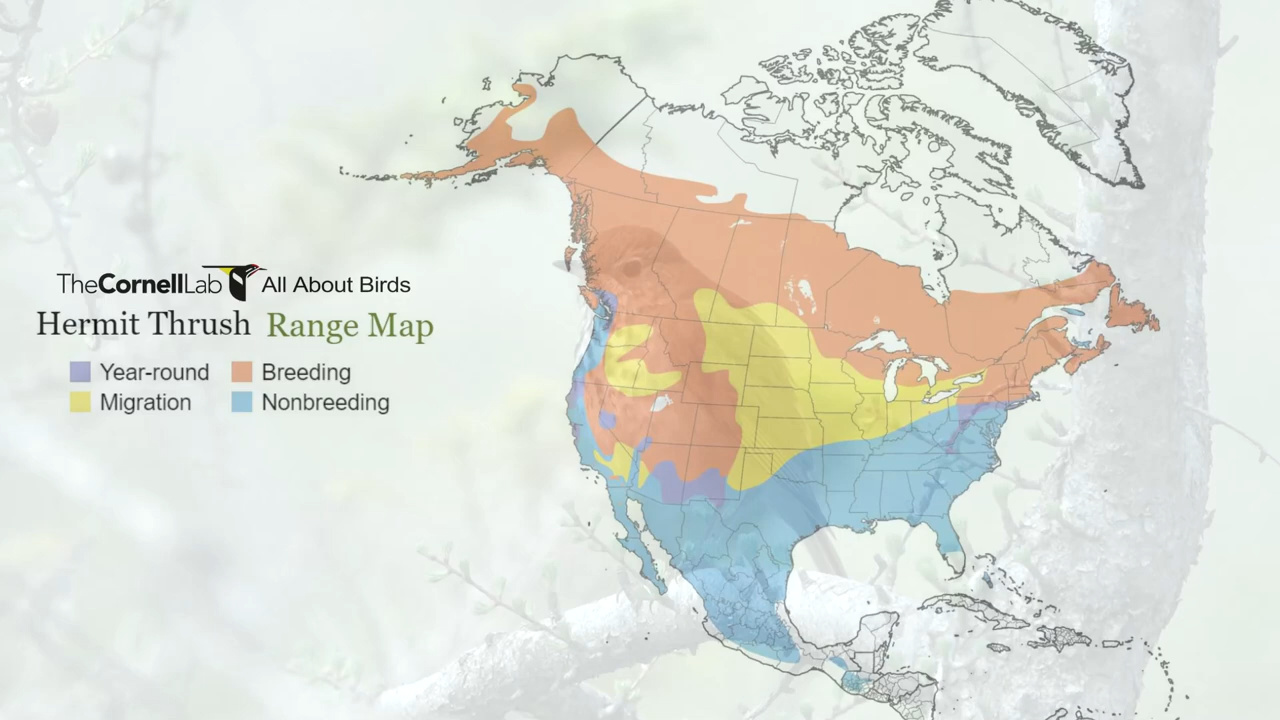 TheCornellLab All About Birds
Hermit Thrush Range Map
Year-round Breeding
Migration Nonbreeding